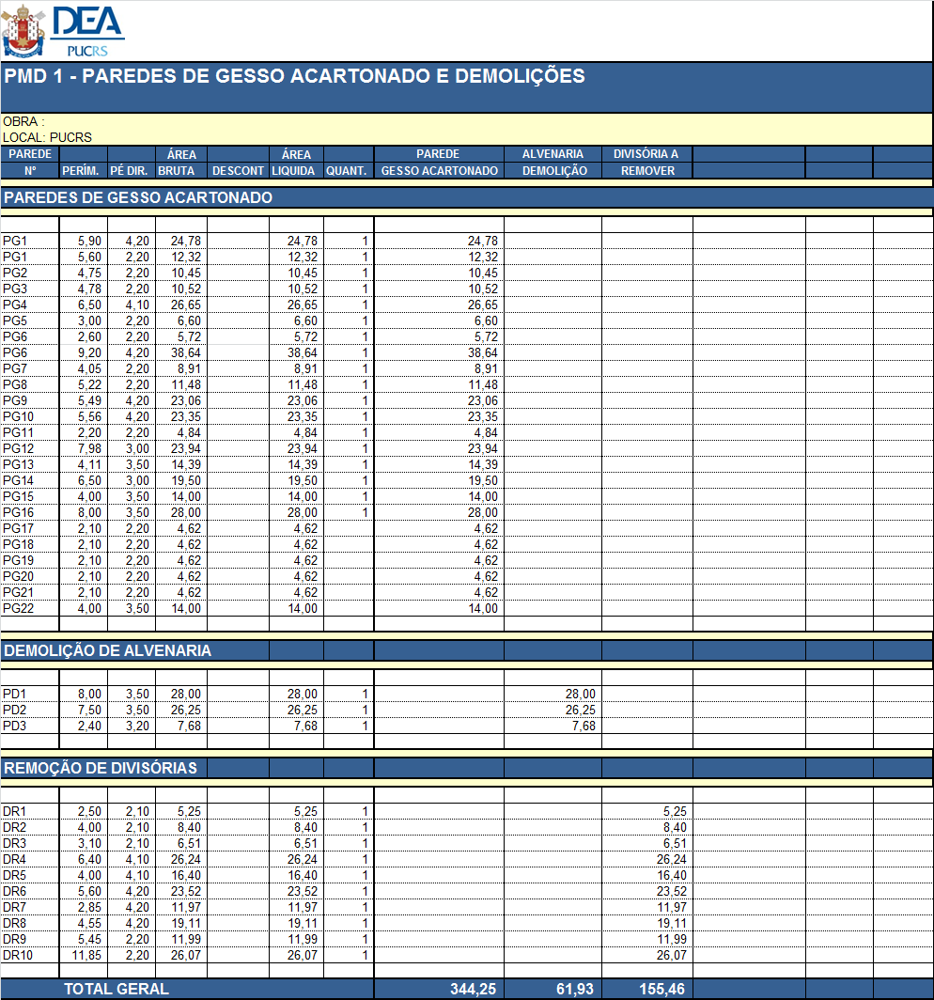 DEA
PUCRS
PMD 1 - PAREDES DE GESSO ACARTONADO E DEMOLIÇÕES
OBRA :
LOCAL: PUCRS
PAREDE ÁREA ÁREA PAREDE ALVENARIA DIVISÓRIA A
Nº PERÍM. PÉ DIR. BRUTA DESCONT LIQUIDA QUANT. GESSO ACARTONADO DEMOLIÇÃO REMOVER
PAREDES DE GESSO ACARTONADO
PG1 5,90 4,20 24,78 24,78 1 24,78
PG1 5,60 2,20 12,32 12,32 1 12,32
PG2 4,75 2,20 10,45 10,45 1 10,45
PG3 4,78 2,20 10,52 10,52 1 10,52
PG4 6,50 4,10 26,65 26,65 1 26,65
PG5 3,00 2,20 6,60 6,60 1 6,60
PG6 2,60 2,20 5,72 5,72 1 5,72
PG6 9,20 4,20 38,64 38,64 1 38,64
PG7 4,05 2,20 8,91 8,91 1 8,91
PG8 5,22 2,20 11,48 11,48 1 11,48
PG9 5,49 4,20 23,06 23,06 1 23,06
PG10 5,56 4,20 23,35 23,35 1 23,35
PG11 2,20 2,20 4,84 4,84 1 4,84
PG12 7,98 3,00 23,94 23,94 1 23,94
PG13 4,11 3,50 14,39 14,39 1 14,39
PG14 6,50 3,00 19,50 19,50 1 19,50
PG15 4,00 3,50 14,00 14,00 1 14,00
PG16 8,00 3,50 28,00 28,00 1 28,00
PG17 2,10 2,20 4,62 4,62 4,62
PG18 2,10 2,20 4,62 4,62 4,62
PG19 2,10 2,20 4,62 4,62 4,62
PG20 2,10 2,20 4,62 4,62 4,62
PG21 2,10 2,20 4,62 4,62 4,62
PG22 4,00 3,50 14,00 14,00 14,00
DEMOLIÇÃO DE ALVENARIA
PD1 8,00 3,50 28,00 28,00 1 28,00
PD2 7,50 3,50 26,25 26,25 1 26,25
PD3 2,40 3,20 7,68 7,68 1 7,68
REMOÇÃO DE DIVISÓRIAS
DR1 2,50 2,10 5,25 5,25 1 5,25
DR2 4,00 2,10 8,40 8,40 1 8,40
DR3 3,10 2,10 6,51 6,51 1 6,51
DR4 6,40 4,10 26,24 26,24 1 26,24
DR5 4,00 4,10 16,40 16,40 1 16,40
DR6 5,60 4,20 23,52 23,52 1 23,52
DR7 2,85 4,20 11,97 11,97 1 11,97
DR8 4,55 4,20 19,11 19,11 1 19,11
DR9 5,45 2,20 11,99 11,99 1 11,99
DR10 11,85 2,20 26,07 26,07 1 26,07
TOTAL GERAL 344,25 61,93 155,46